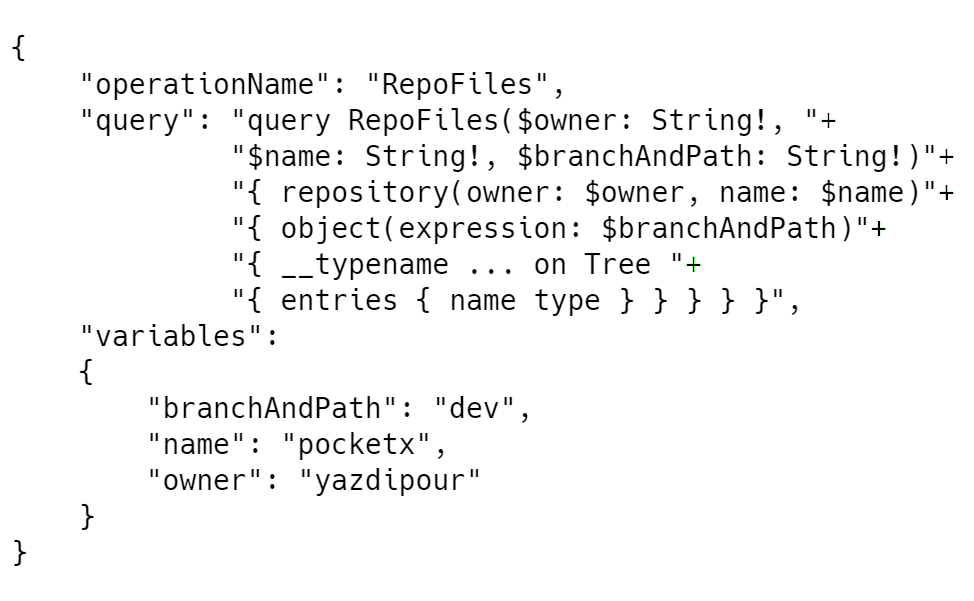 {
    "operationName": "RepoFiles",
    "query": "query RepoFiles($owner: String!, "+
             "$name: String!, $branchAndPath: String!)"+
             "{ repository(owner: $owner, name: $name)"+
             "{ object(expression: $branchAndPath)"+
             "{ __typename ... on Tree "+
             "{ entries { name type } } } } }",
    "variables":
    {
        "branchAndPath": "dev",
        "name": "pocketx",
        "owner": "yazdipour"
    }
}